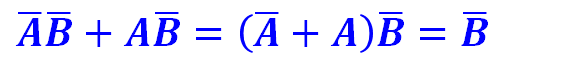 A̅B̅ + AB̅ = (A̅ + A)B̅ = B̅